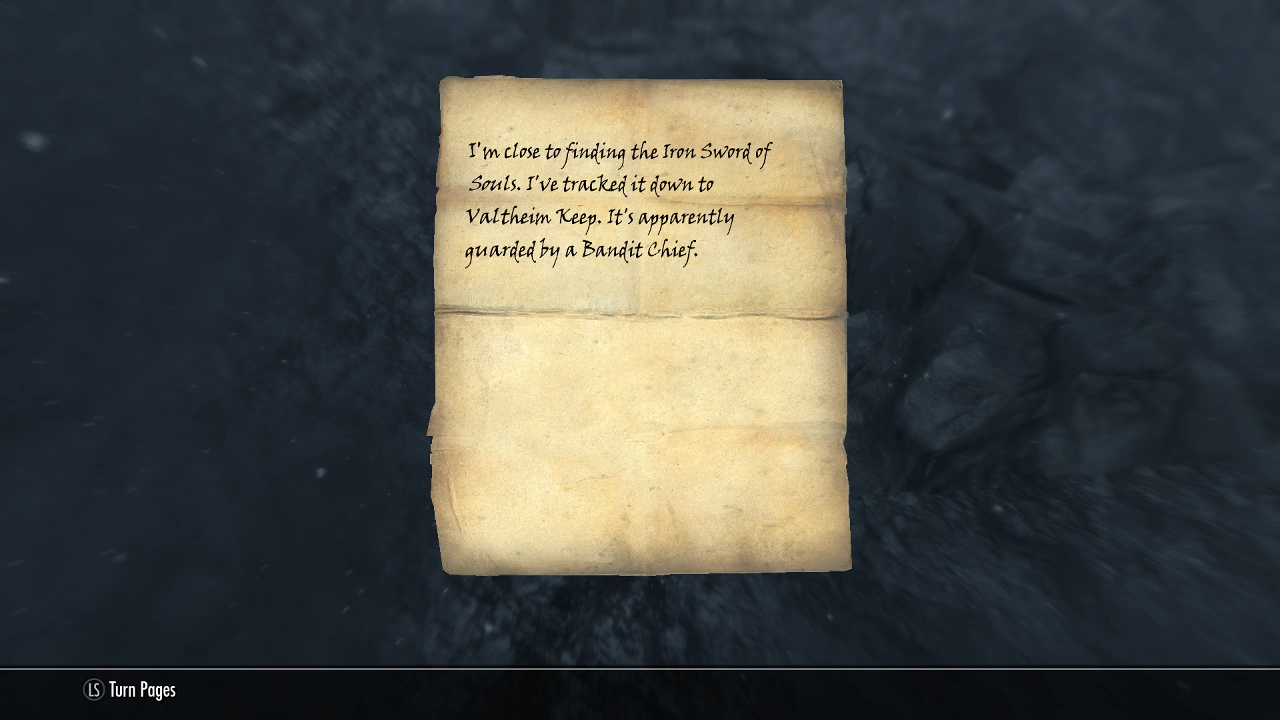 I'm close to finding the Iron Sword of
Souls. I've tracked it down to
Valtheim Keep. It's apparently
guarded by a Bandit Chief.
LS Turn Pages